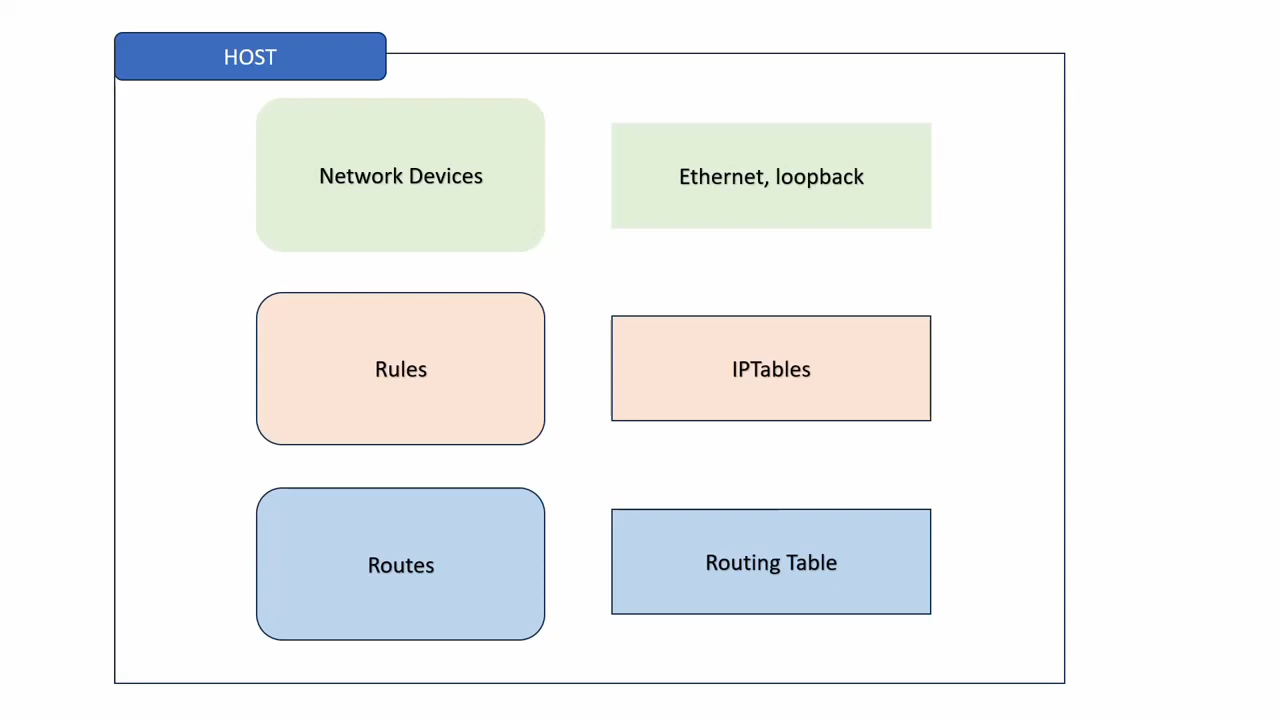 HOST
Network Devices
Ethernet, loopback
Rules
IPTables
Routes
Routing Table